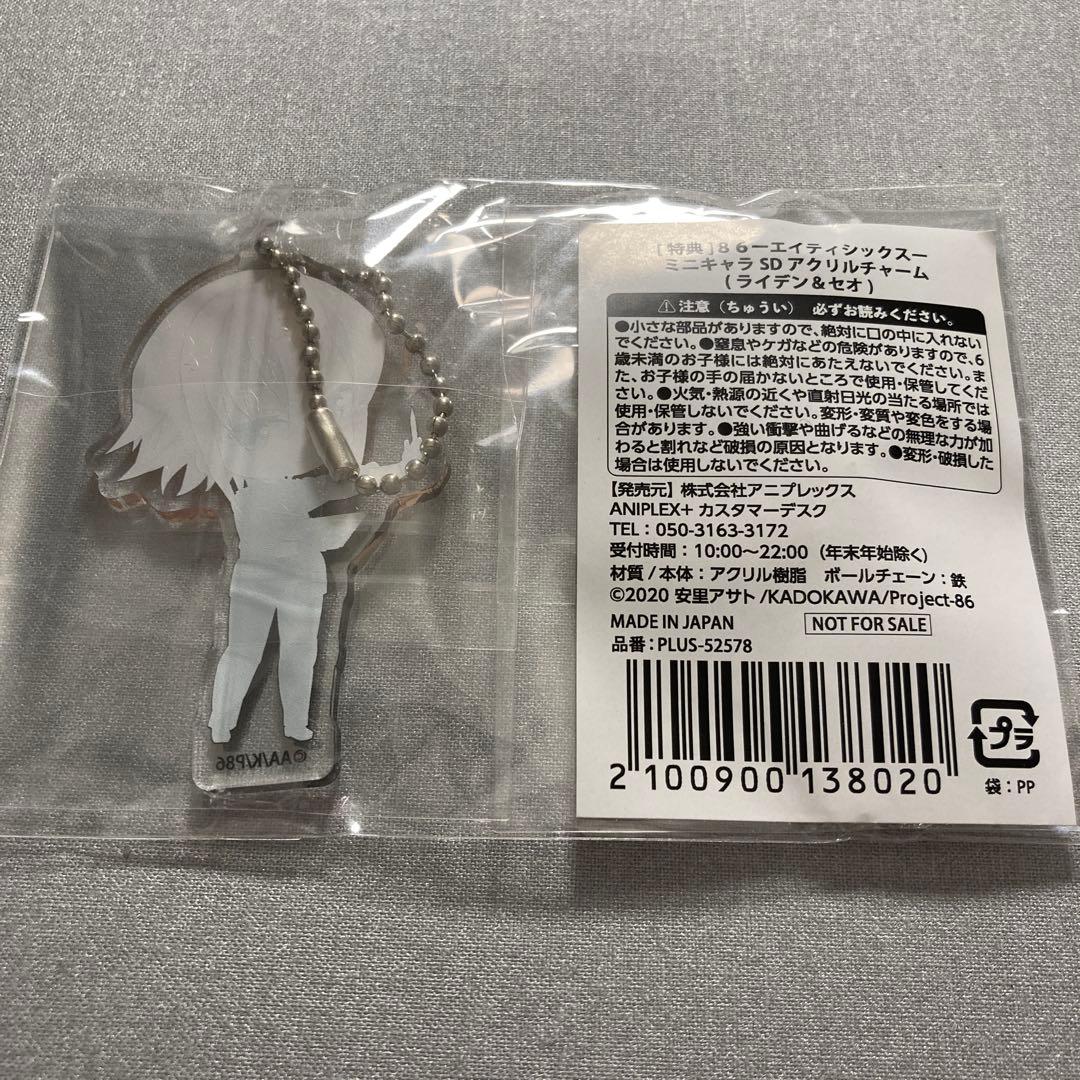 [特典]８６ーエイティシックスー
ミニキャラ SD アクリルチャーム
(ライデン＆セオ)
⚠注意（ちゅうい） 必ずお読みください。
●小さな部品がありますので、絶対に口の中に入れない
でください。●窒息やケガなどの危険がありますので、6
歳未満のお子様には絶対にあたえないでください。ま
た、お子様の手の届かないところで使用・保管してくだ
さい。●火気・熱源の近くや直射日光の当たる場所では
使用・保管しないでください。変形・変質や変色をする場
合があります。●強い衝撃や曲げるなどの無理な力が加
わると割れなど破損の原因となります。●変形・破損した
場合は使用しないでください。
【発売元】株式会社アニプレックス
ANIPLEX+ カスタマーデスク
TEL：050-3163-3172
受付時間：10:00～22:00（年末年始除く）
材質／本体：アクリル樹脂　ボールチェーン：鉄
©2020 安里アサト/KADOKAWA/Project-86
MADE IN JAPAN NOT FOR SALE
品番：PLUS-52578
2 100900 138020
プラ
袋：PP
©AA/K/P86